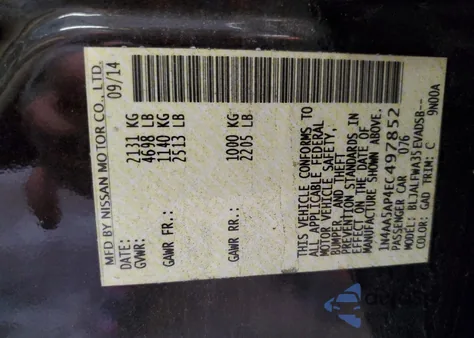 MFD BY NISSAN MOTOR CO., LTD.
DATE: 09/14
GVWR: 2131 KG
4698 LB
GAWR FR.: 1140 KG
2513 LB
GAWR RR.: 1000 KG
2205 LB
THIS VEHICLE CONFORMS TO
ALL APPLICABLE FEDERAL
MOTOR VEHICLE SAFETY,
BUMPER, AND THEFT
PREVENTION STANDARDS IN
EFFECT ON THE DATE OF
MANUFACTURE SHOWN ABOVE.
1N4AA5AP4EC497852
PASSENGER CAR 076
MODEL: BLJALFWA35EVADSB--
COLOR: GAD TRIM: C 9N00A